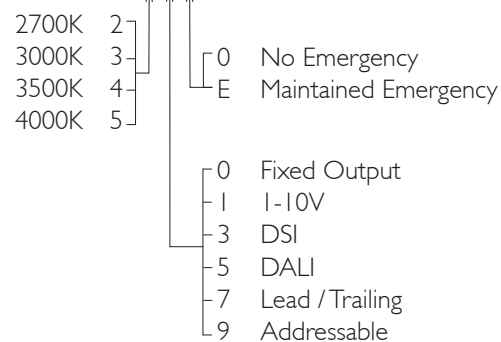 2700K 2
3000K 3
3500K 4
4000K 5
0 No Emergency
E Maintained Emergency
0 Fixed Output
1 1-10V
3 DSI
5 DALI
7 Lead / Trailing
9 Addressable